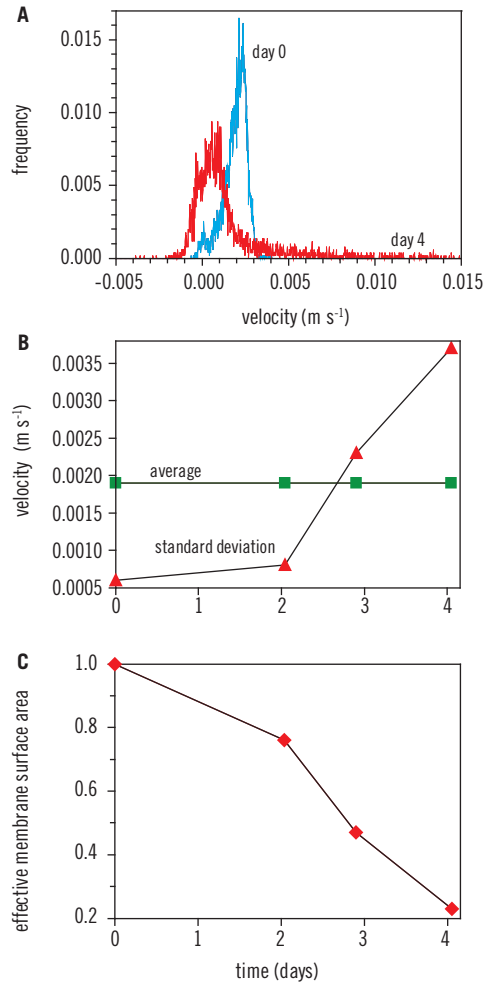 A
0.015
0.010
0.005
0.000
frequency
day 0
day 4
-0.005
0.000
0.005
0.010
0.015
velocity (m s⁻¹)
B
0.0035
0.0030
0.0025
0.0020
0.0015
0.0010
0.0005
velocity (m s⁻¹)
average
standard deviation
0
1
2
3
4
C
1.0
0.8
0.6
0.4
0.2
effective membrane surface area
0
1
2
3
4
time (days)